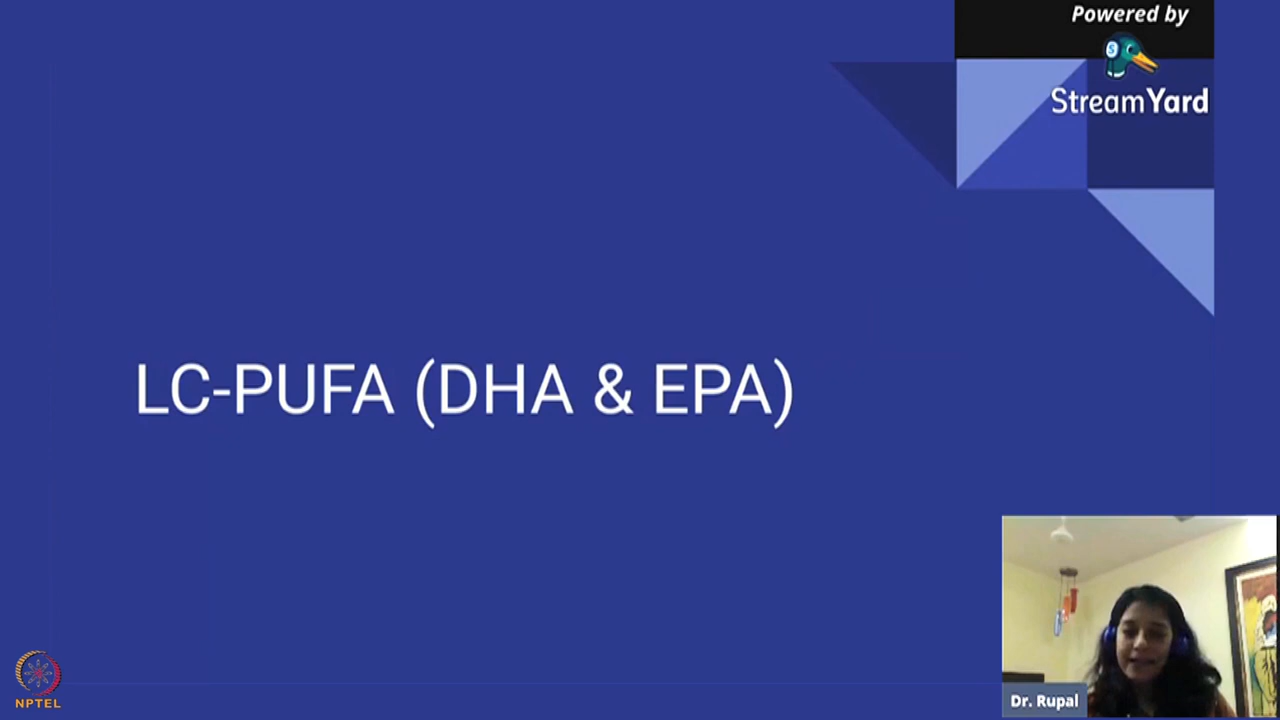 Powered by
StreamYard
LC-PUFA (DHA & EPA)
Dr. Rupal
NPTEL